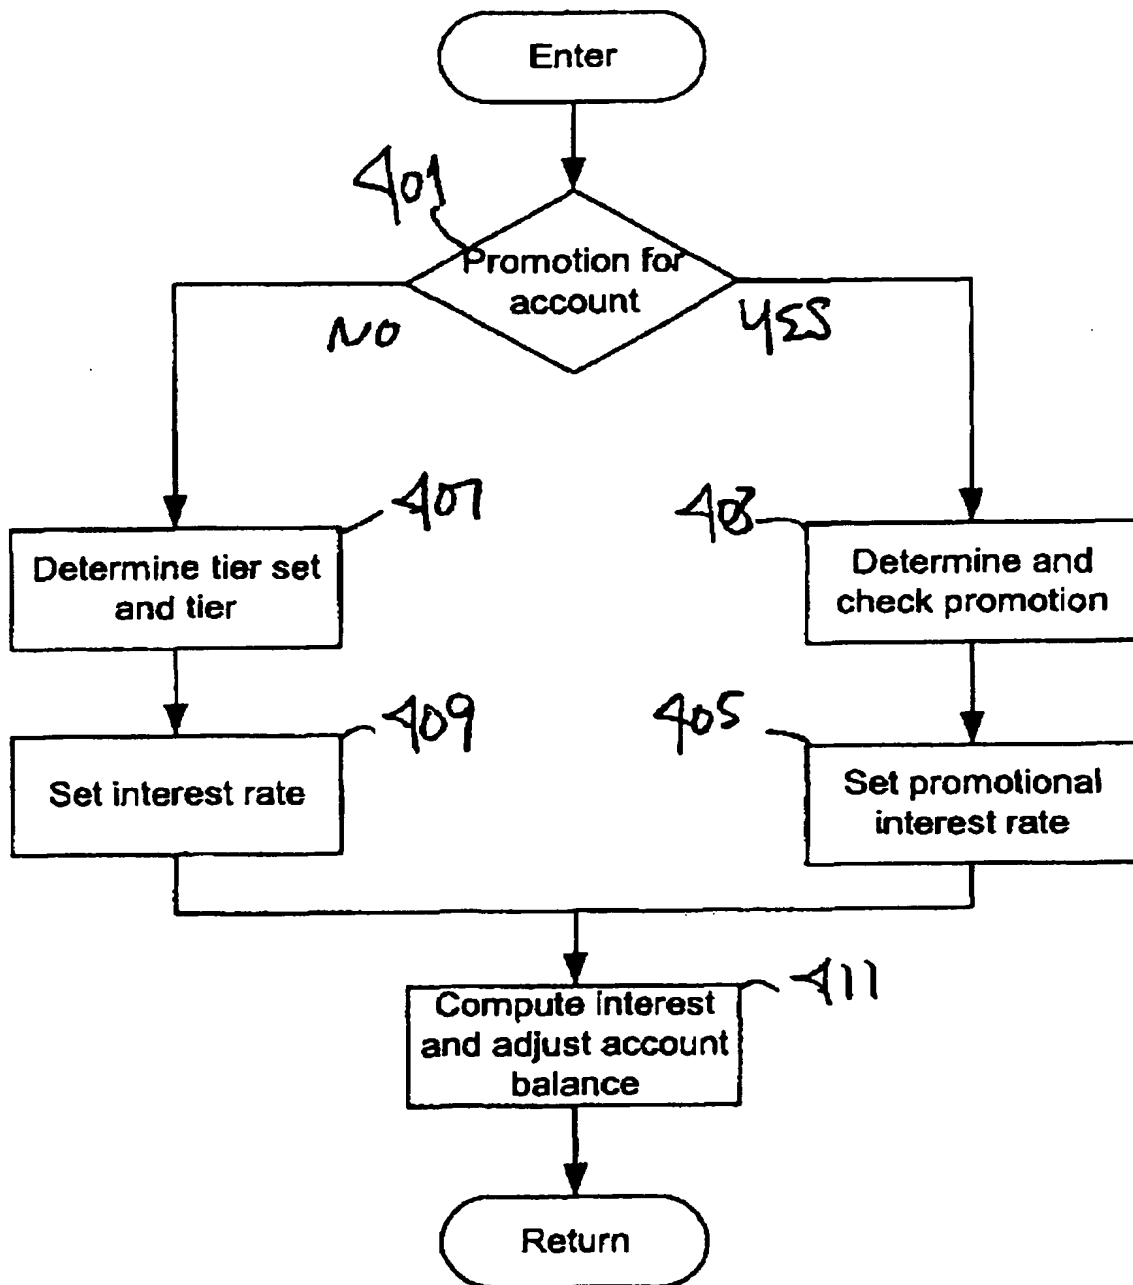 Enter
401
Promotion for
account
NO
YES
407
403
Determine tier set
and tier
Determine and
check promotion
409
405
Set interest rate
Set promotional
interest rate
411
Compute interest
and adjust account
balance
Return